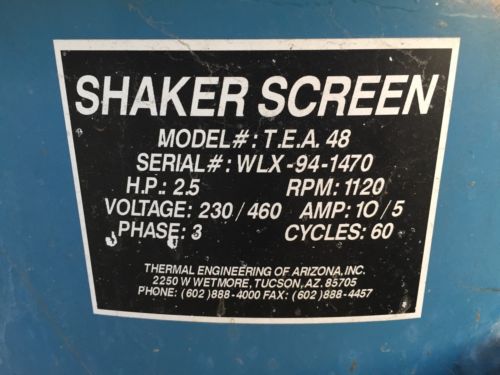 SHAKER SCREEN
MODEL#: T.E.A. 48
SERIAL#: WLX-94-1470
H.P.: 2.5 RPM: 1120
VOLTAGE: 230/460 AMP: 10/5
PHASE: 3 CYCLES: 60
THERMAL ENGINEERING OF ARIZONA, INC.
2250 W WETMORE, TUCSON, AZ. 85705
PHONE: (602)888-4000 FAX: (602)888-4457